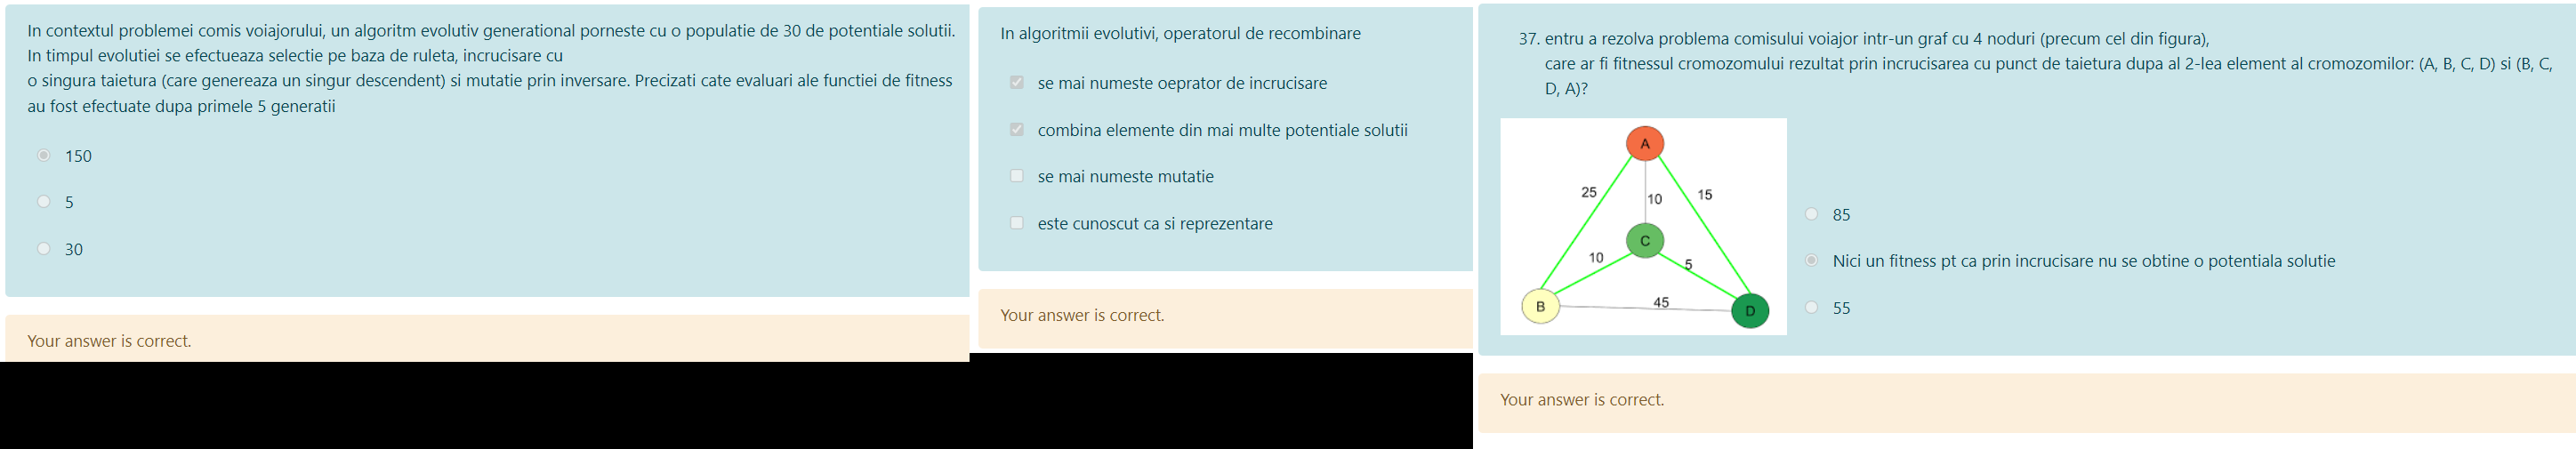 In contextul problemei comis voiajorului, un algoritm evolutiv generational porneste cu o populatie de 30 de potentiale solutii.
In timpul evolutiei se efectueaza selectie pe baza de ruleta, incrucisare cu
o singura taietura (care genereaza un singur descendent) si mutatie prin inversare. Precizati cate evaluari ale functiei de fitness
au fost efectuate dupa primele 5 generatii
150
5
30
Your answer is correct.
In algoritmii evolutivi, operatorul de recombinare
se mai numeste oeprator de incrucisare
combina elemente din mai multe potentiale solutii
se mai numeste mutatie
este cunoscut ca si reprezentare
Your answer is correct.
37. entru a rezolva problema comisului voiajor intr-un graf cu 4 noduri (precum cel din figura),
care ar fi fitnessul cromozomului rezultat prin incrucisarea cu punct de taietura dupa al 2-lea element al cromozomilor: (A, B, C, D) si (B, C,
D, A)?
A
25
10
15
C
10
5
B
45
D
85
Nici un fitness pt ca prin incrucisare nu se obtine o potentiala solutie
55
Your answer is correct.